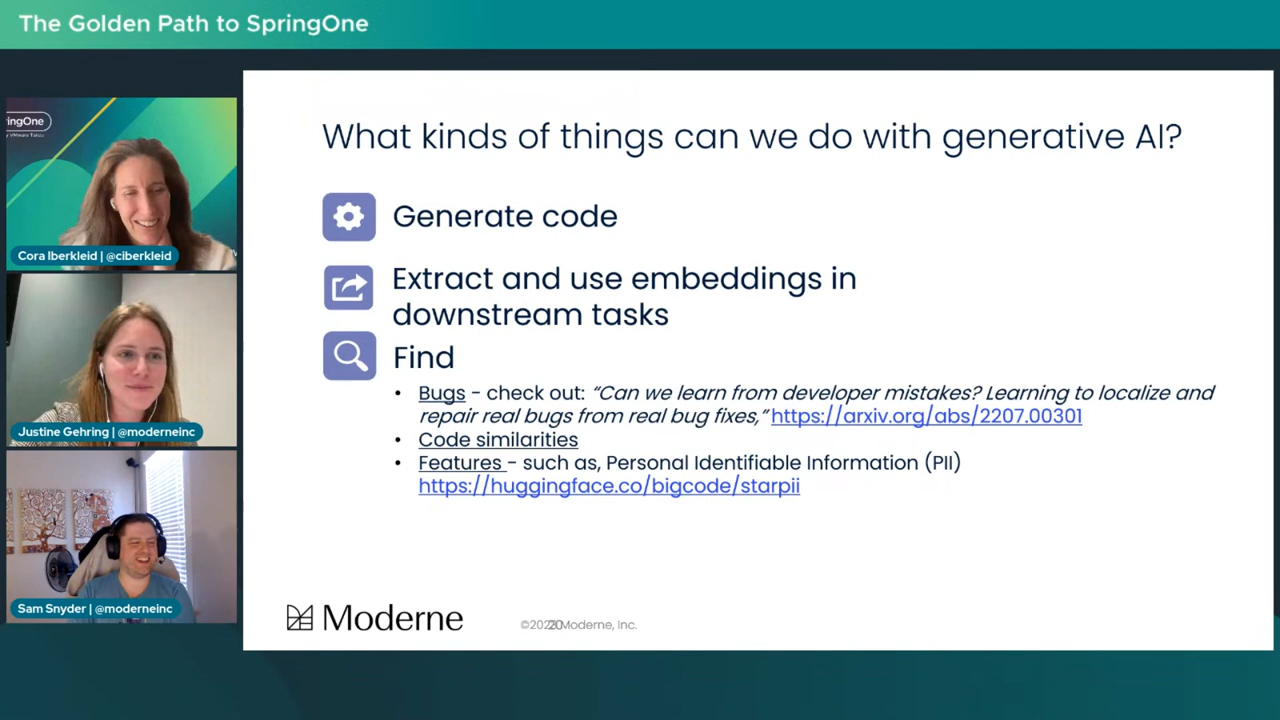 The Golden Path to SpringOne
ringOne
Cora Iberkleid | @ciberkleid
Justine Gehring | @moderneinc
Sam Snyder | @moderneinc
What kinds of things can we do with generative AI?
Generate code
Extract and use embeddings in
downstream tasks
Find
• Bugs - check out: “Can we learn from developer mistakes? Learning to localize and
repair real bugs from real bug fixes,” https://arxiv.org/abs/2207.00301
• Code similarities
• Features - such as, Personal Identifiable Information (PII)
https://huggingface.co/bigcode/starpii
Moderne
Moderne, Inc.